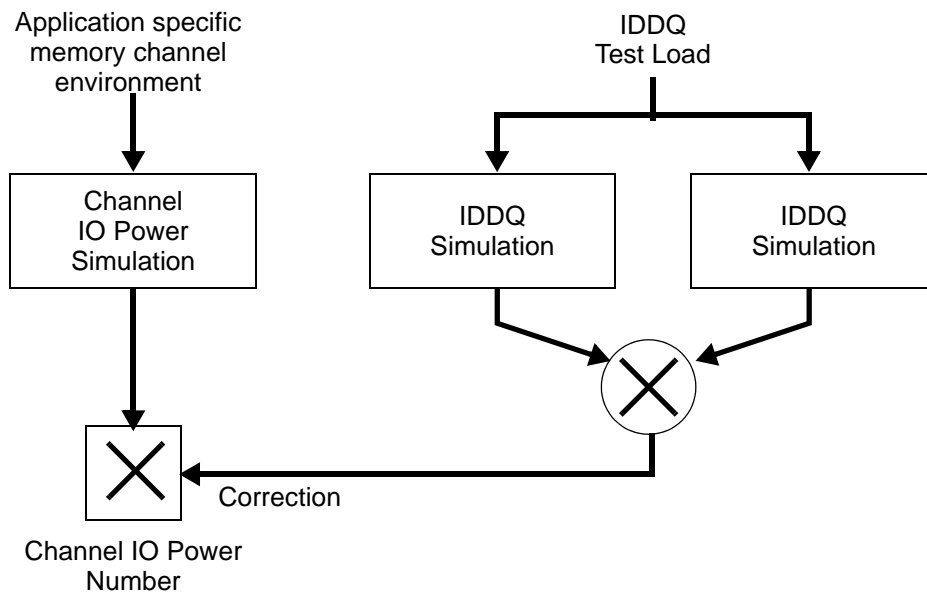 Application specific
memory channel
environment
IDDQ
Test Load
Channel
IO Power
Simulation
IDDQ
Simulation
IDDQ
Simulation
Correction
Channel IO Power
Number